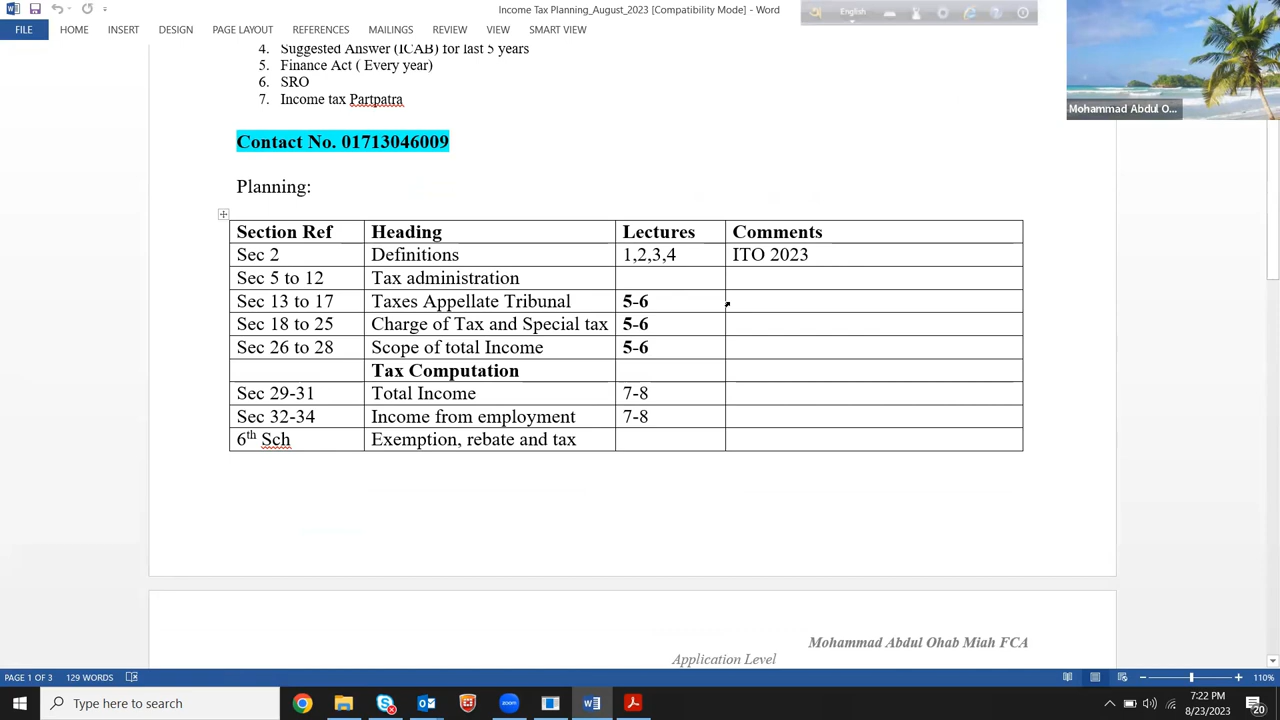 Income Tax Planning_August_2023 [Compatibility Mode] - Word
English
FILE HOME INSERT DESIGN PAGE LAYOUT REFERENCES MAILINGS REVIEW VIEW SMART VIEW
4. Suggested Answer (ICAB) for last 5 years
5. Finance Act ( Every year)
6. SRO
7. Income tax Partpatra
Mohammad Abdul O...
Contact No. 01713046009
Planning:
Section Ref Heading Lectures Comments
Sec 2 Definitions 1,2,3,4 ITO 2023
Sec 5 to 12 Tax administration
Sec 13 to 17 Taxes Appellate Tribunal 5-6
Sec 18 to 25 Charge of Tax and Special tax 5-6
Sec 26 to 28 Scope of total Income 5-6
Tax Computation
Sec 29-31 Total Income 7-8
Sec 32-34 Income from employment 7-8
6th Sch Exemption, rebate and tax
Mohammad Abdul Ohab Miah FCA
Application Level
PAGE 1 OF 3 129 WORDS 110%
Type here to search
zoom
7:22 PM
8/23/2023
20